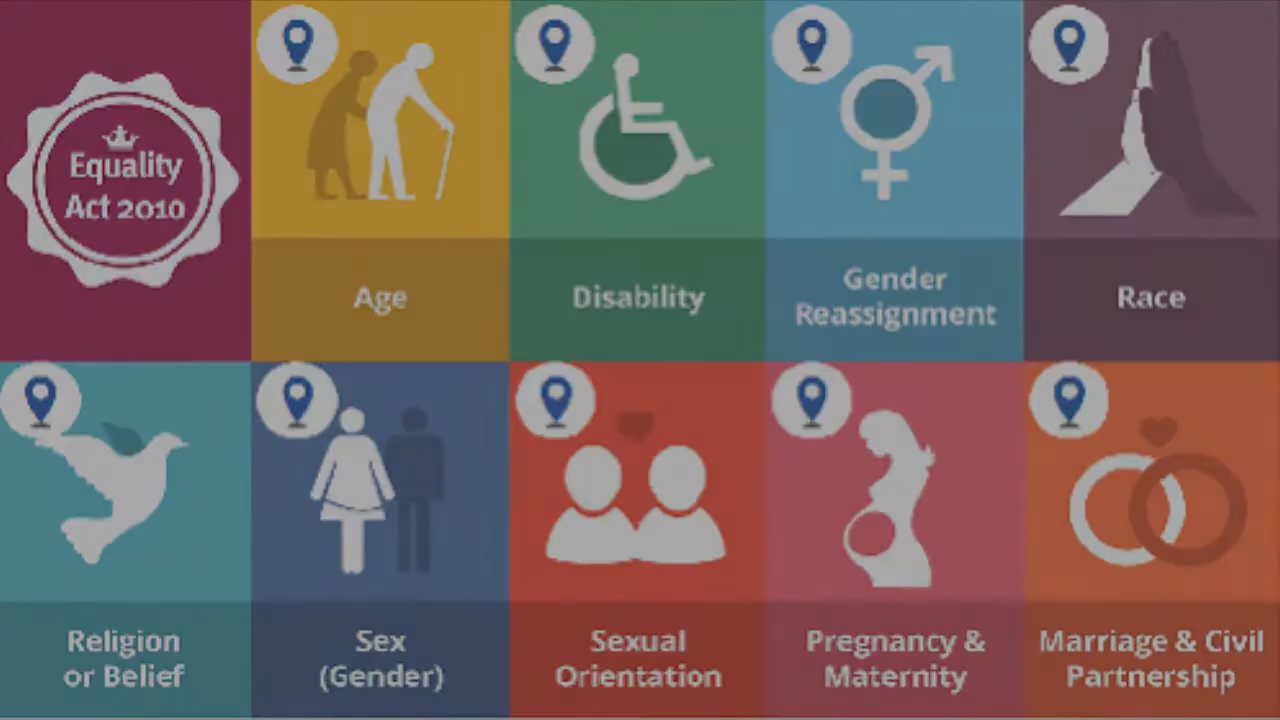 Equality
Act 2010
Age
Disability
Gender
Reassignment
Race
Religion
or Belief
Sex
(Gender)
Sexual
Orientation
Pregnancy &
Maternity
Marriage & Civil
Partnership